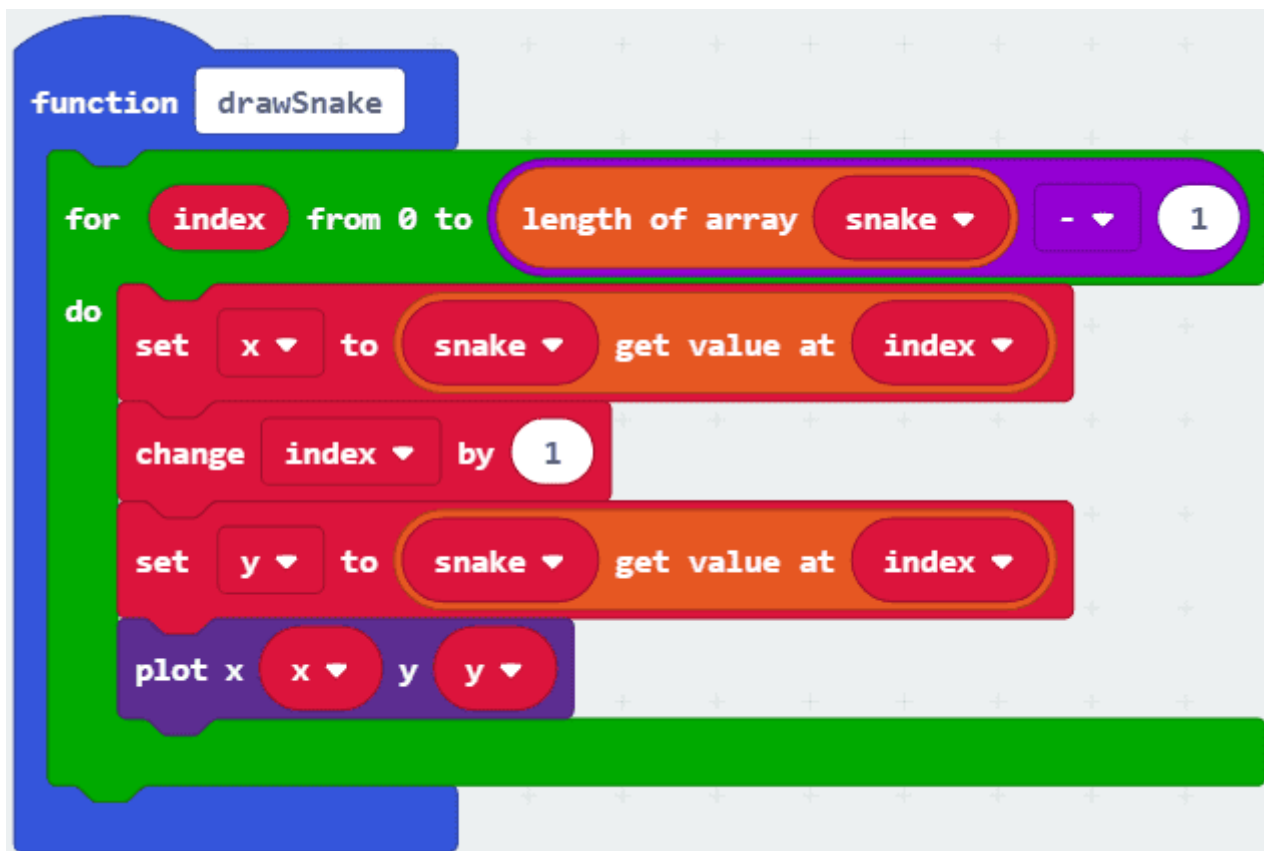 function drawSnake
for index from 0 to length of array snake - 1
do
set x to snake get value at index
change index by 1
set y to snake get value at index
plot x x y y